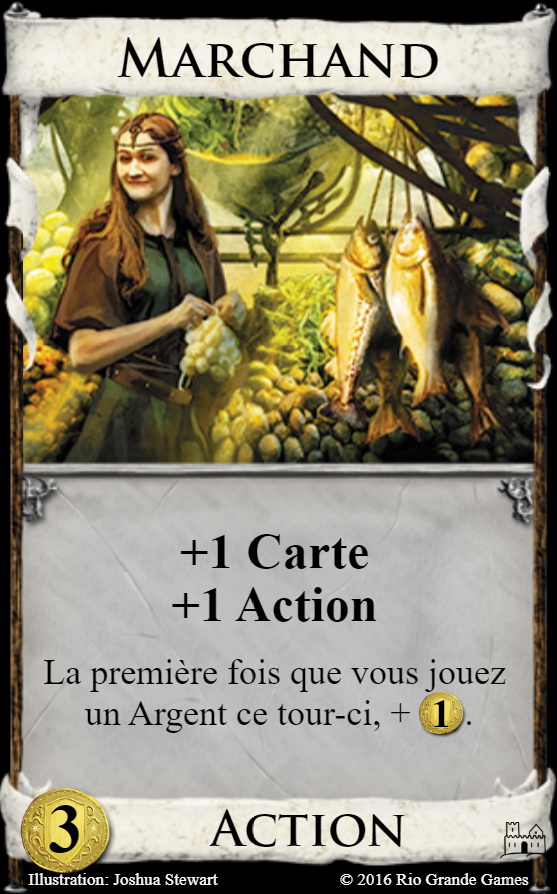 MARCHAND
+1 Carte
+1 Action
La première fois que vous jouez
un Argent ce tour-ci, + 1.
3 ACTION
Illustration: Joshua Stewart © 2016 Rio Grande Games